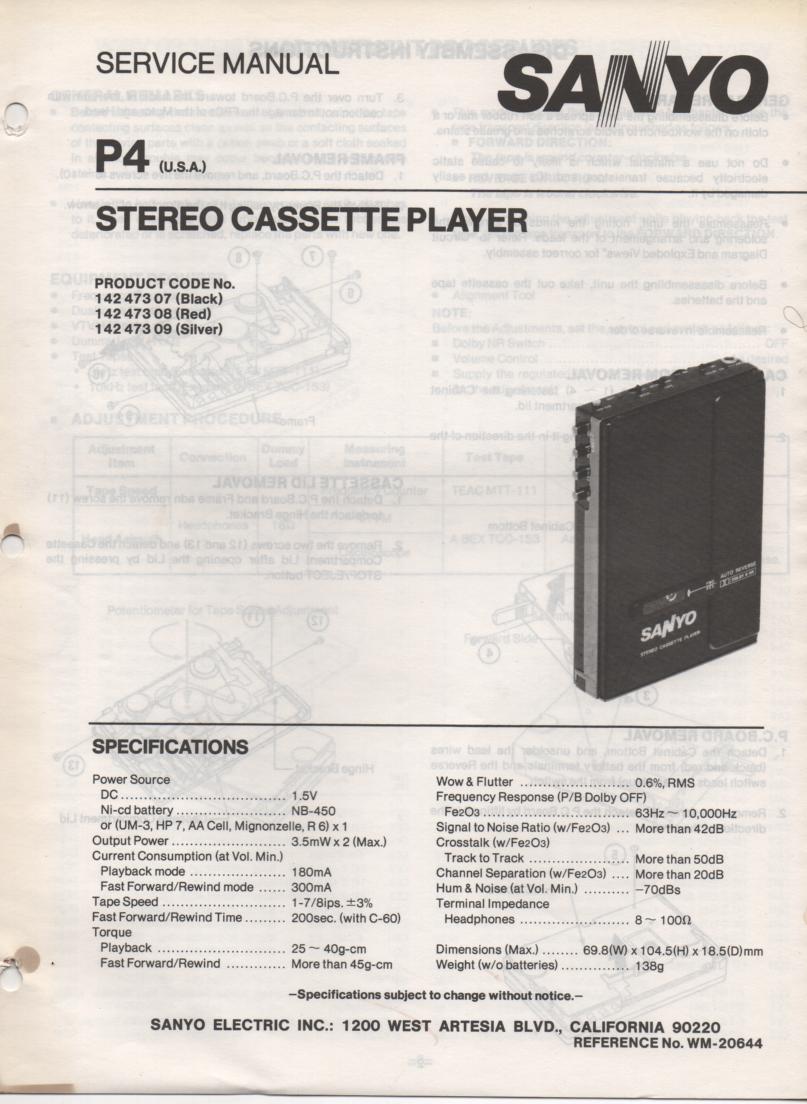 SERVICE MANUAL
SANYO
P4 (U.S.A.)
STEREO CASSETTE PLAYER
PRODUCT CODE No.
142 473 07 (Black)
142 473 08 (Red)
142 473 09 (Silver)
AUTO REVERSE
SANYO
STEREO CASSETTE PLAYER
SPECIFICATIONS
Power Source
DC .................................. 1.5V
Ni-cd battery .................... NB-450
or (UM-3, HP 7, AA Cell, Mignonzelle, R 6) x 1
Output Power ..................... 3.5mW x 2 (Max.)
Current Consumption (at Vol. Min.)
Playback mode .................. 180mA
Fast Forward/Rewind mode ...... 300mA
Tape Speed ....................... 1-7/8ips. ±3%
Fast Forward/Rewind Time ........ 200sec. (with C-60)
Torque
Playback ........................ 25 ~ 40g-cm
Fast Forward/Rewind ............. More than 45g-cm
Wow & Flutter .................... 0.6%, RMS
Frequency Response (P/B Dolby OFF)
Fe2O3 ........................... 63Hz ~ 10,000Hz
Signal to Noise Ratio (w/Fe2O3) ... More than 42dB
Crosstalk (w/Fe2O3)
Track to Track ................... More than 50dB
Channel Separation (w/Fe2O3) .... More than 20dB
Hum & Noise (at Vol. Min.) .......... −70dBs
Terminal Impedance
Headphones .................... 8 ~ 100Ω
Dimensions (Max.) ........ 69.8(W) x 104.5(H) x 18.5(D)mm
Weight (w/o batteries) ............... 138g
–Specifications subject to change without notice.–
SANYO ELECTRIC INC.: 1200 WEST ARTESIA BLVD., CALIFORNIA 90220
REFERENCE No. WM-20644